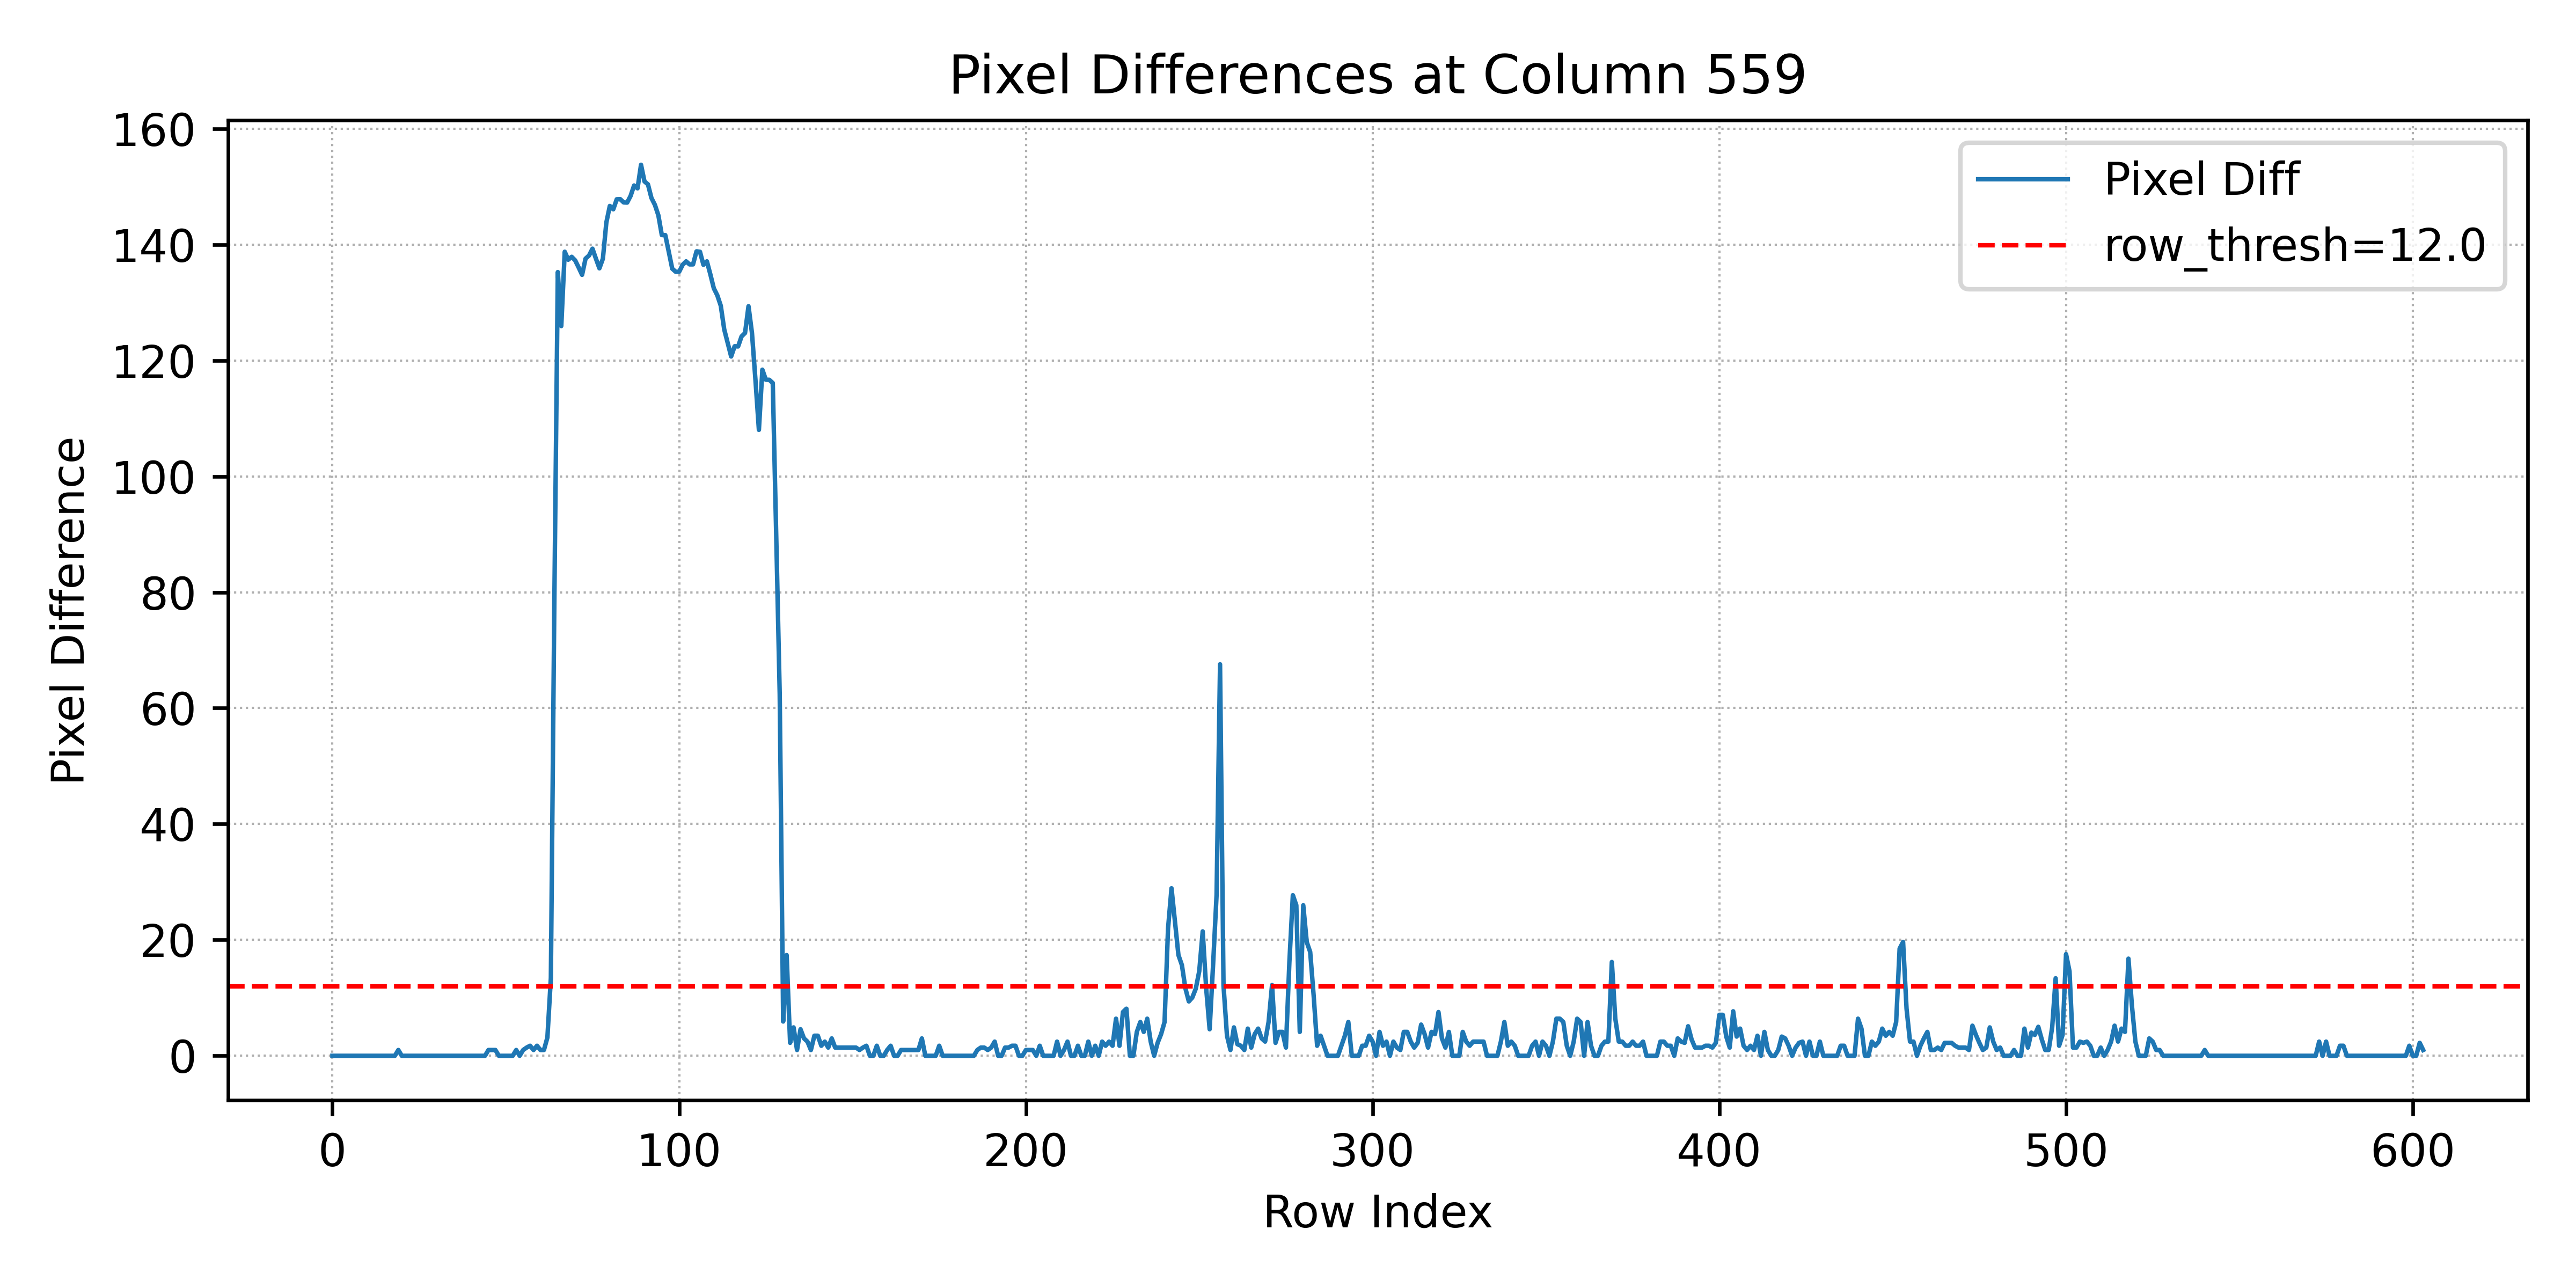 Pixel Differences at Column 559
160
140
120
100
80
60
40
20
0
Pixel Difference
Pixel Diff
row_thresh=12.0
0 100 200 300 400 500 600
Row Index